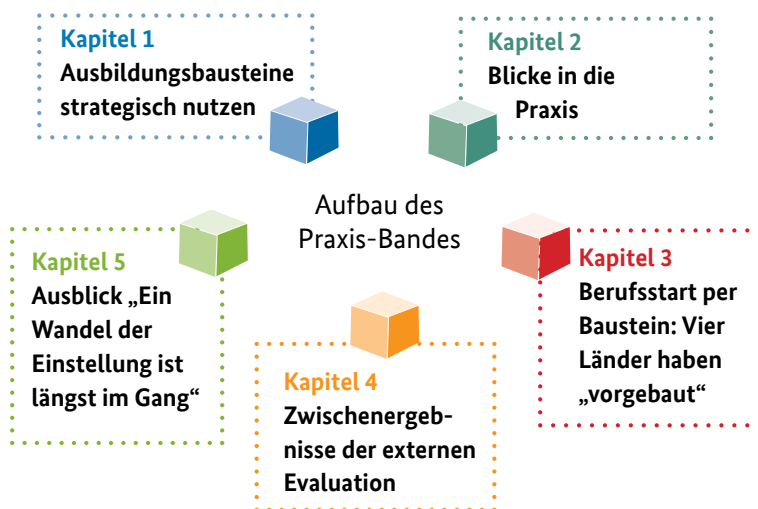 Kapitel 1
Ausbildungsbausteine
strategisch nutzen
Kapitel 2
Blicke in die
Praxis
Aufbau des
Praxis-Bandes
Kapitel 3
Berufsstart per
Baustein: Vier
Länder haben
„vorgebaut“
Kapitel 4
Zwischenergeb-
nisse der externen
Evaluation
Kapitel 5
Ausblick „Ein
Wandel der
Einstellung ist
längst im Gang“